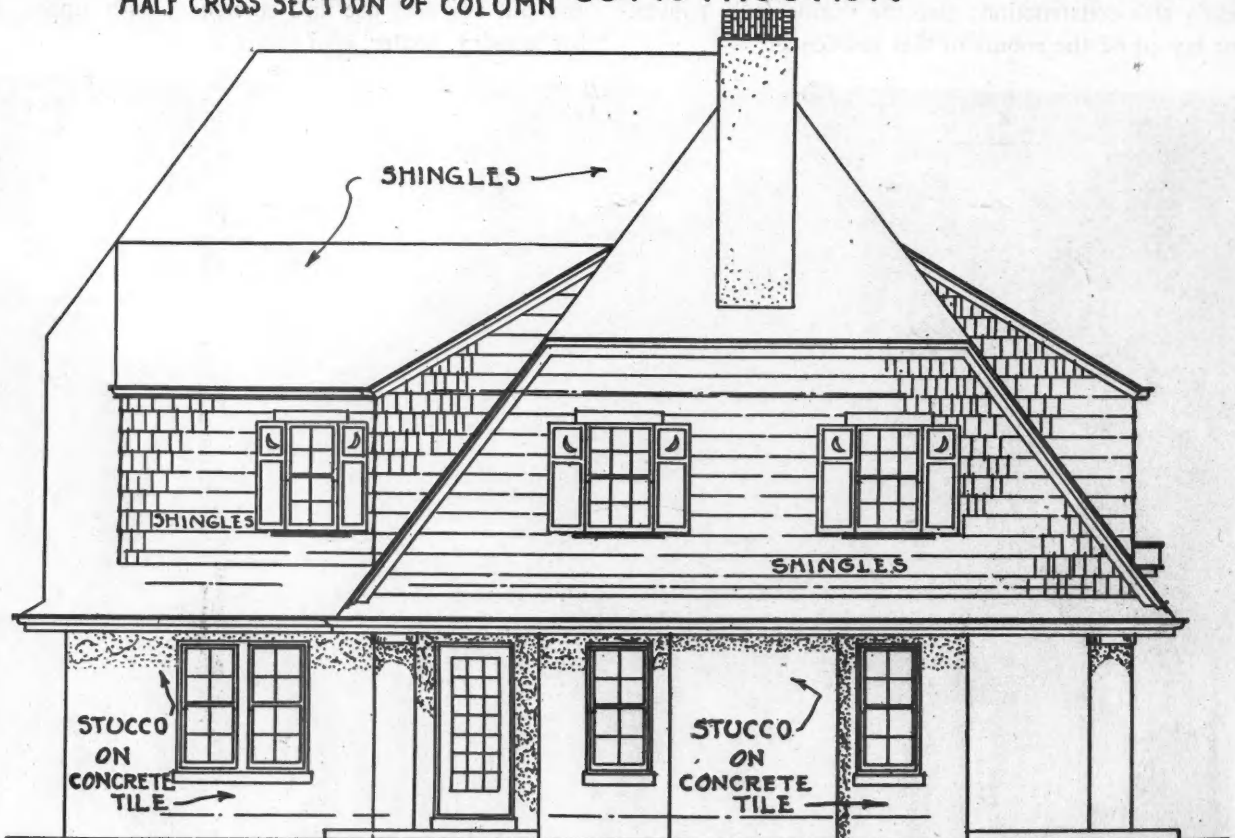 HALF CROSS SECTION OF COLUMN
SHINGLES
SHINGLES
SHINGLES
STUCCO
ON
CONCRETE
TILE
STUCCO
ON
CONCRETE
TILE